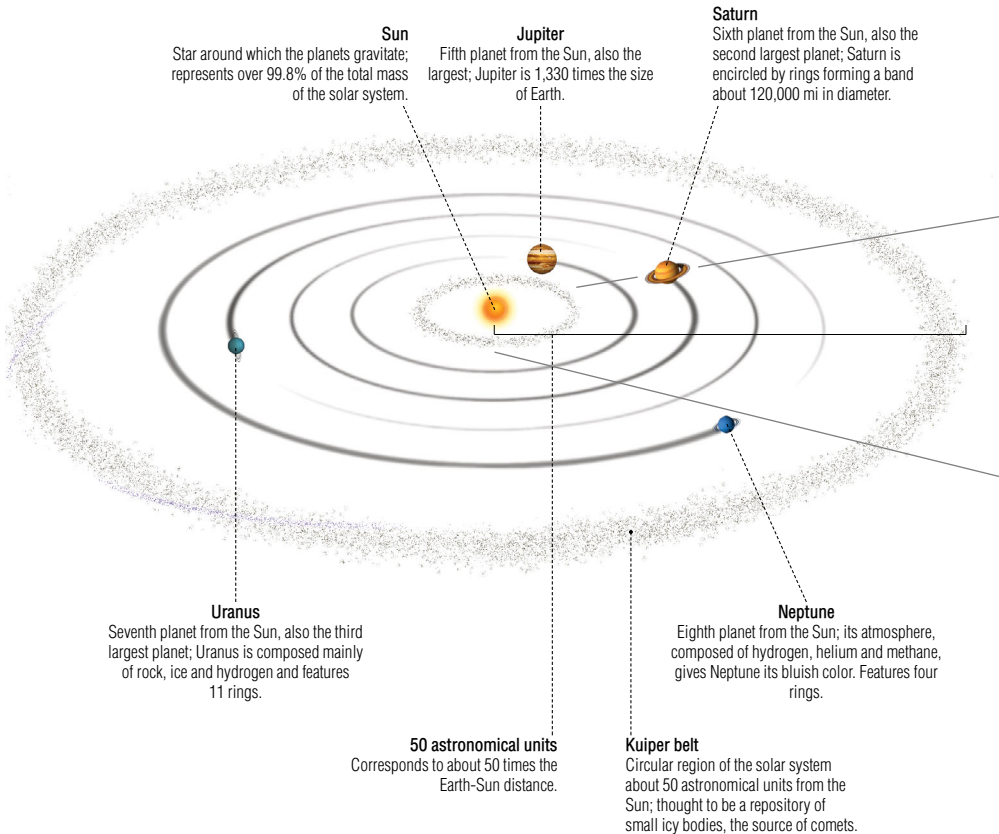 Sun
Star around which the planets gravitate;
represents over 99.8% of the total mass
of the solar system.
Jupiter
Fifth planet from the Sun, also the
largest; Jupiter is 1,330 times the size
of Earth.
Saturn
Sixth planet from the Sun, also the
second largest planet; Saturn is
encircled by rings forming a band
about 120,000 mi in diameter.
Uranus
Seventh planet from the Sun, also the third
largest planet; Uranus is composed mainly
of rock, ice and hydrogen and features
11 rings.
Neptune
Eighth planet from the Sun; its atmosphere,
composed of hydrogen, helium and methane,
gives Neptune its bluish color. Features four
rings.
50 astronomical units
Corresponds to about 50 times the
Earth-Sun distance.
Kuiper belt
Circular region of the solar system
about 50 astronomical units from the
Sun; thought to be a repository of
small icy bodies, the source of comets.